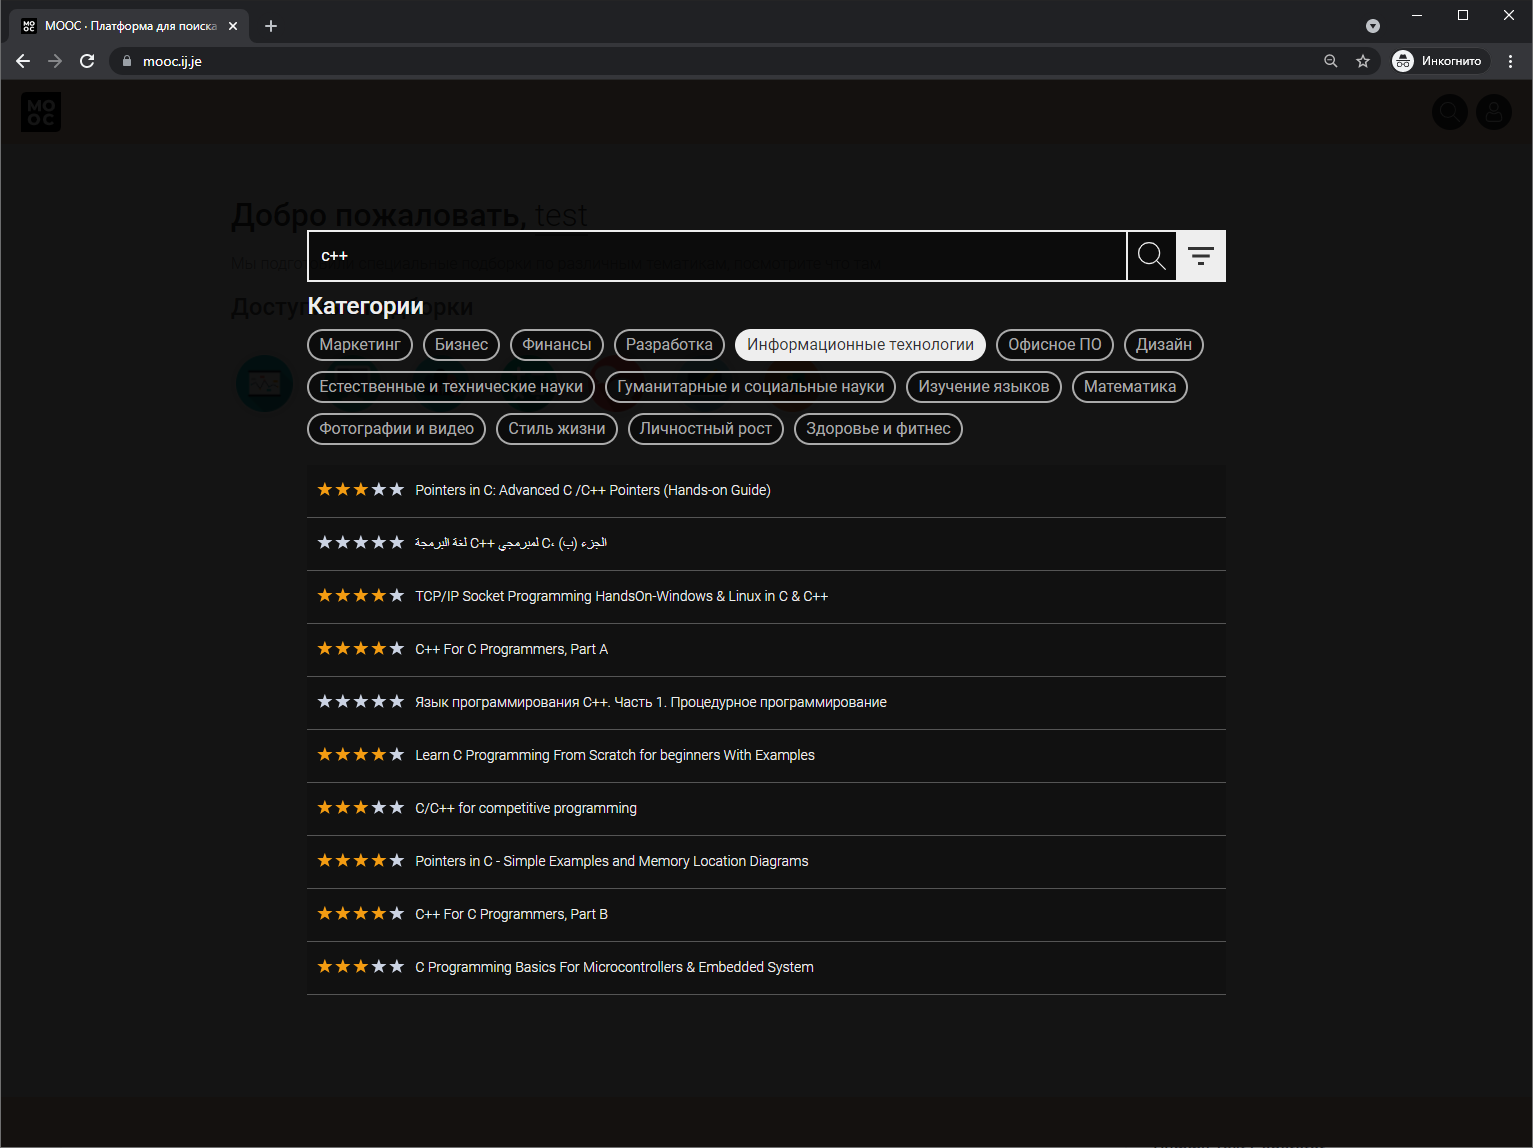 MOOC · Платформа для поиска
mooc.ij.je
Инкогнито
MO
OC
Добро пожаловать, test
c++
Категории
Маркетинг Бизнес Финансы Разработка Информационные технологии Офисное ПО Дизайн
Естественные и технические науки Гуманитарные и социальные науки Изучение языков Математика
Фотографии и видео Стиль жизни Личностный рост Здоровье и фитнес
Pointers in C: Advanced C /C++ Pointers (Hands-on Guide)
لغة البرمجة C++ لمبرمجي C، الجزء (ب)
TCP/IP Socket Programming HandsOn-Windows & Linux in C & C++
C++ For C Programmers, Part A
Язык программирования C++. Часть 1. Процедурное программирование
Learn C Programming From Scratch for beginners With Examples
C/C++ for competitive programming
Pointers in C - Simple Examples and Memory Location Diagrams
C++ For C Programmers, Part B
C Programming Basics For Microcontrollers & Embedded System